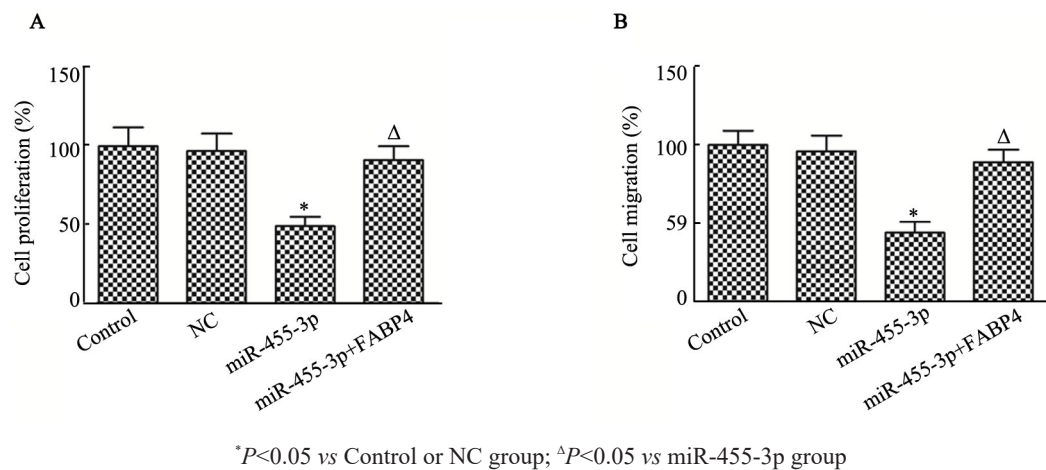 A
B
Cell proliferation (%)
150
100
50
0
Control
NC
miR-455-3p
miR-455-3p+FABP4
*
Δ
Cell migration (%)
150
100
59
0
Control
NC
miR-455-3p
miR-455-3p+FABP4
*
Δ
*P<0.05 vs Control or NC group; ΔP<0.05 vs miR-455-3p group